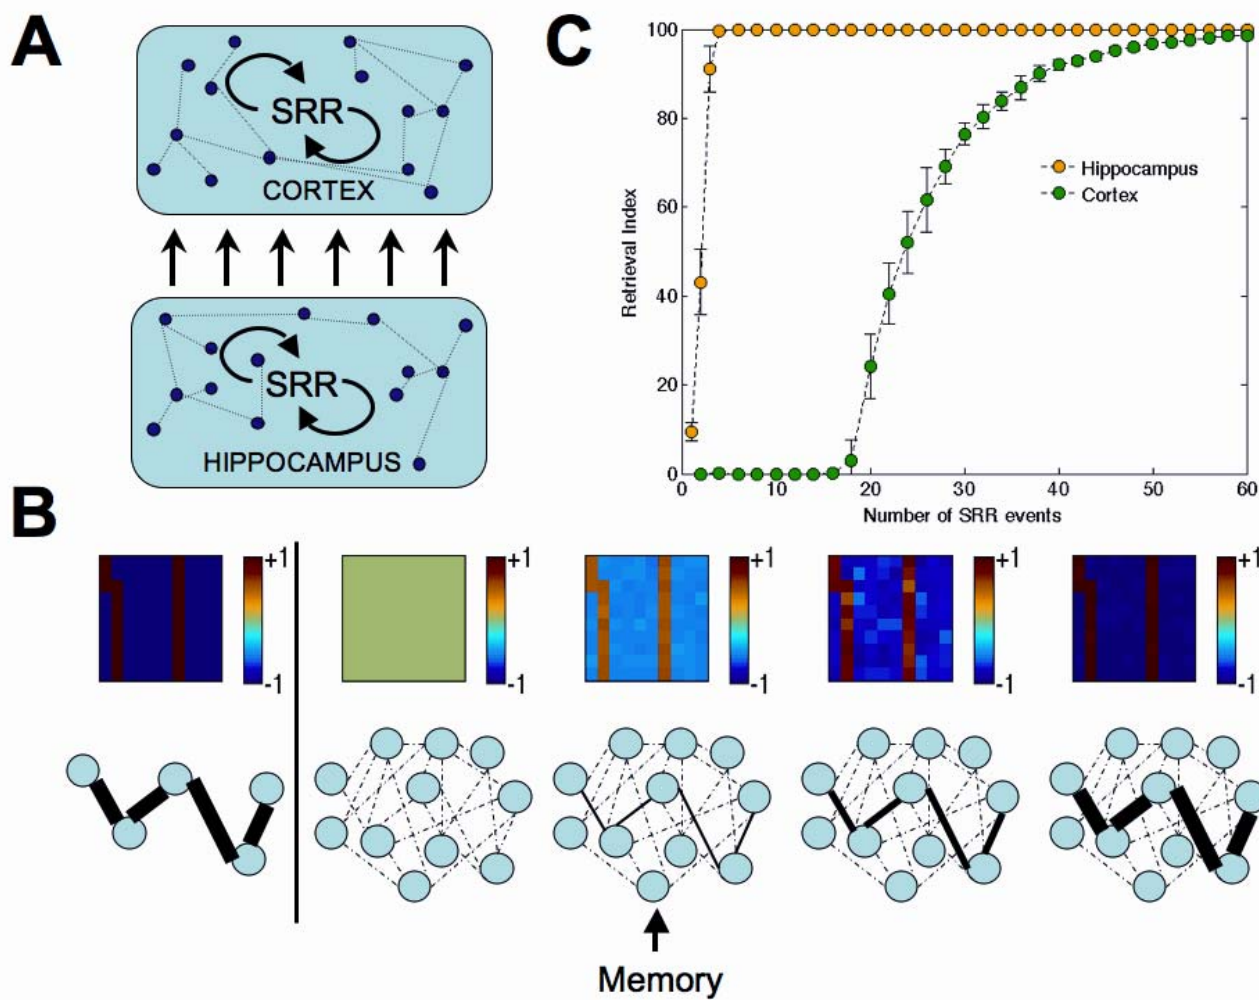 A
SRR
CORTEX
SRR
HIPPOCAMPUS
C
100
80
60
40
20
0
Retrieval Index
Hippocampus
Cortex
0 10 20 30 40 50 60
Number of SRR events
B
+1 +1 +1 +1 +1
-1 -1 -1 -1 -1
Memory